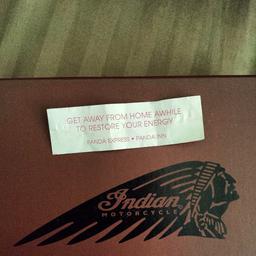 GET AWAY FROM HOME AWHILE
TO RESTORE YOUR ENERGY
PANDA EXPRESS • PANDA INN
Indian
MOTORCYCLE